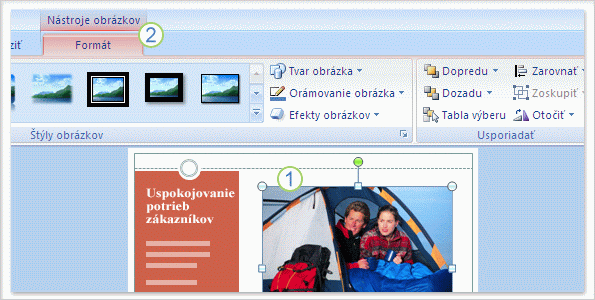 Nástroje obrázkov
ziť
Formát
2
Tvar obrázka
Orámovanie obrázka
Efekty obrázkov
Dopredu
Dozadu
Tabla výberu
Zarovnať
Zoskupiť
Otočiť
Štýly obrázkov
Usporiadať
1
Uspokojovanie
potrieb
zákazníkov